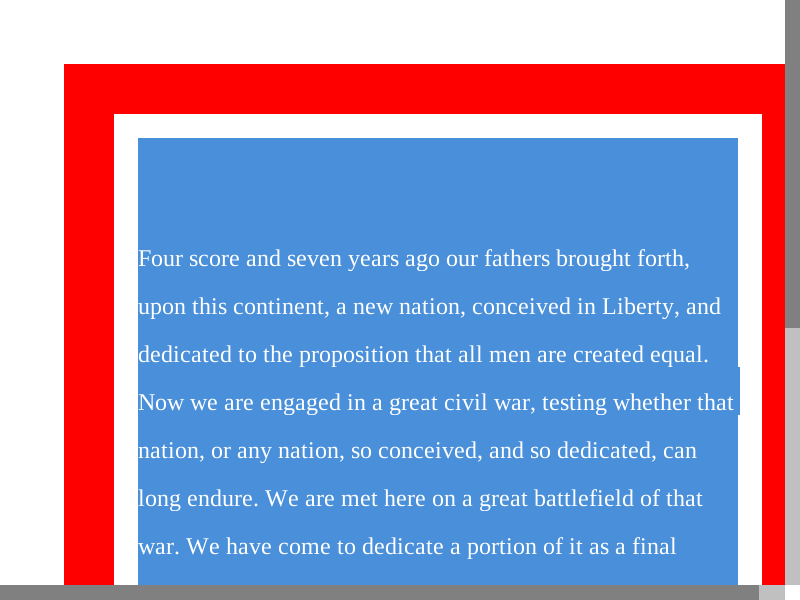 Four score and seven years ago our fathers brought forth,
upon this continent, a new nation, conceived in Liberty, and
dedicated to the proposition that all men are created equal.
Now we are engaged in a great civil war, testing whether that
nation, or any nation, so conceived, and so dedicated, can
long endure. We are met here on a great battlefield of that
war. We have come to dedicate a portion of it as a final